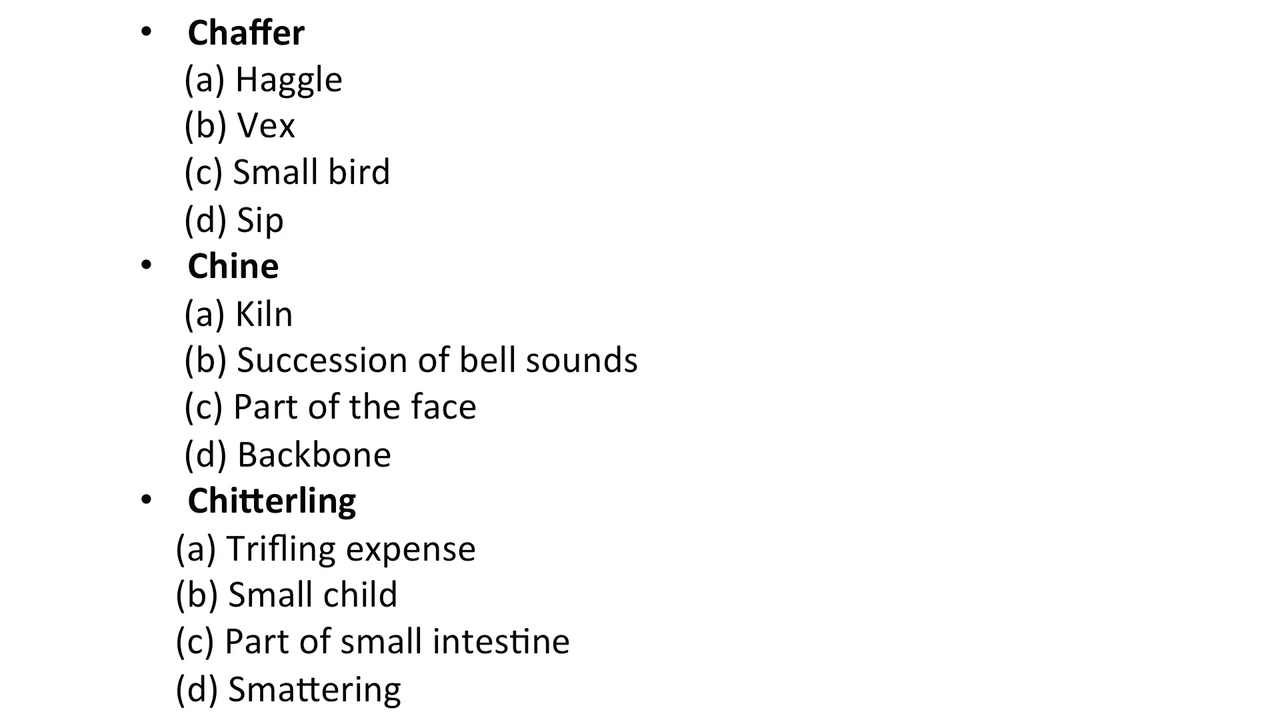 • Chaffer
(a) Haggle
(b) Vex
(c) Small bird
(d) Sip
• Chine
(a) Kiln
(b) Succession of bell sounds
(c) Part of the face
(d) Backbone
• Chitterling
(a) Trifling expense
(b) Small child
(c) Part of small intestine
(d) Smattering